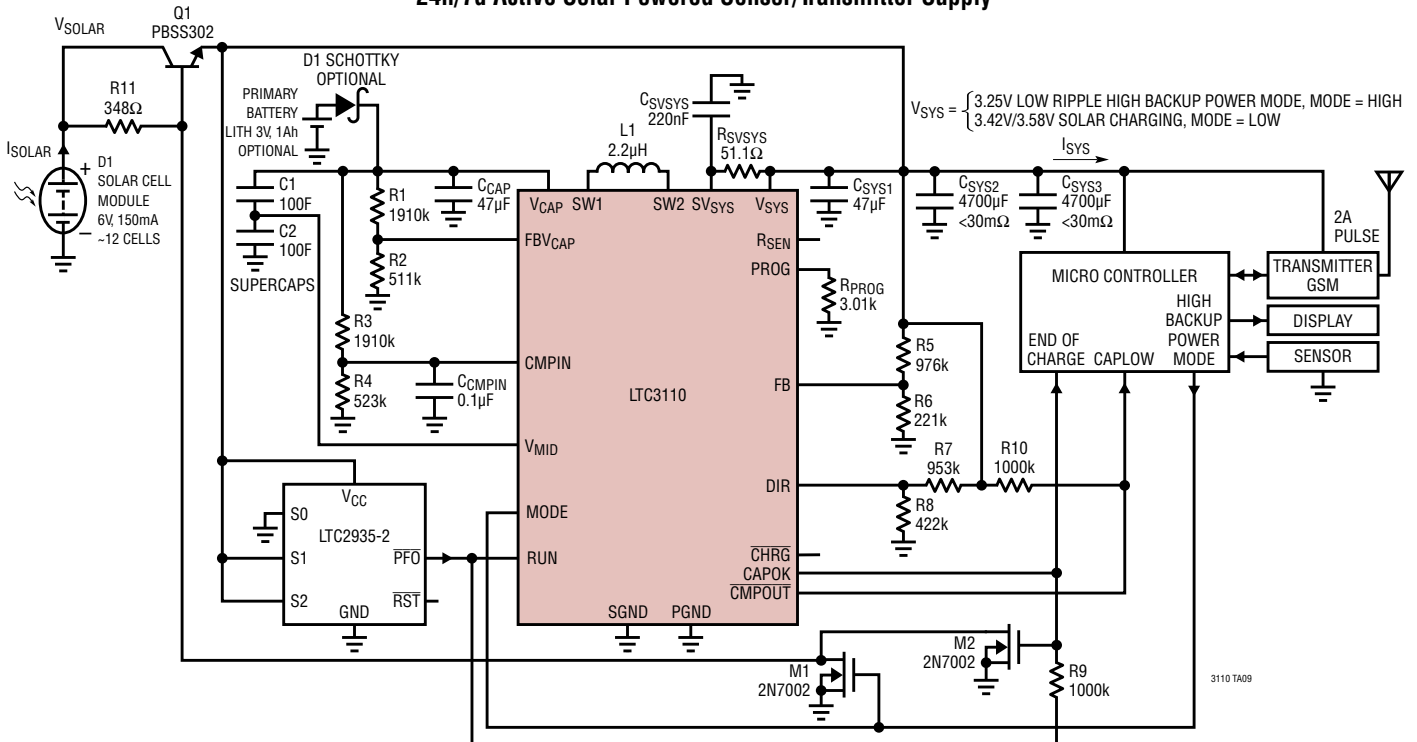 24h/7d Active Solar Powered Sensor/Transmitter Supply
VSOLAR
Q1
PBSS302
R11
348Ω
ISOLAR
+
–
D1
SOLAR CELL
MODULE
6V, 150mA
~12 CELLS
D1 SCHOTTKY
OPTIONAL
PRIMARY
BATTERY
LITH 3V, 1Ah
OPTIONAL
C1
100F
C2
100F
SUPERCAPS
R1
1910k
R2
511k
R3
1910k
R4
523k
CCAP
47µF
CCMPIN
0.1µF
L1
2.2µH
CSVSYS
220nF
RSVSYS
51.1Ω
VSYS = 3.25V LOW RIPPLE HIGH BACKUP POWER MODE, MODE = HIGH
3.42V/3.58V SOLAR CHARGING, MODE = LOW
ISYS
CSYS1
47µF
CSYS2
4700µF
<30mΩ
CSYS3
4700µF
<30mΩ
2A
PULSE
VCAP SW1 SW2 SVSYS VSYS
FBVCAP
CMPIN
VMID
MODE
RUN
LTC3110
RSEN
PROG
FB
DIR
CHRG
CAPOK
CMPOUT
SGND PGND
RPROG
3.01k
R5
976k
R6
221k
R7
953k
R8
422k
R10
1000k
MICRO CONTROLLER
HIGH
BACKUP
POWER
MODE
END OF
CHARGE CAPLOW
TRANSMITTER
GSM
DISPLAY
SENSOR
VCC
S0
S1
S2
LTC2935-2
PFO
RST
GND
M1
2N7002
M2
2N7002
R9
1000k
3110 TA09